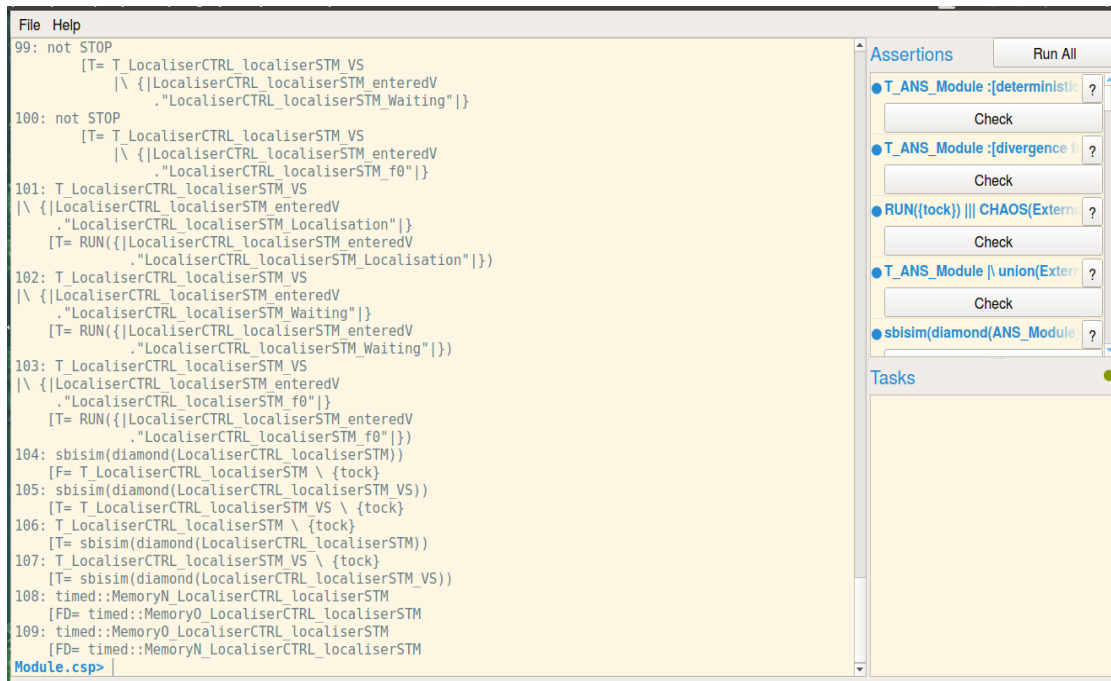 File Help
99: not STOP
[T= T_LocaliserCTRL_localiserSTM_VS
|\ {|LocaliserCTRL_localiserSTM_enteredV
."LocaliserCTRL_localiserSTM_Waiting"|}
100: not STOP
[T= T_LocaliserCTRL_localiserSTM_VS
|\ {|LocaliserCTRL_localiserSTM_enteredV
."LocaliserCTRL_localiserSTM_f0"|}
101: T_LocaliserCTRL_localiserSTM_VS
|\ {|LocaliserCTRL_localiserSTM_enteredV
."LocaliserCTRL_localiserSTM_Localisation"|}
[T= RUN({|LocaliserCTRL_localiserSTM_enteredV
."LocaliserCTRL_localiserSTM_Localisation"|})
102: T_LocaliserCTRL_localiserSTM_VS
|\ {|LocaliserCTRL_localiserSTM_enteredV
."LocaliserCTRL_localiserSTM_Waiting"|}
[T= RUN({|LocaliserCTRL_localiserSTM_enteredV
."LocaliserCTRL_localiserSTM_Waiting"|})
103: T_LocaliserCTRL_localiserSTM_VS
|\ {|LocaliserCTRL_localiserSTM_enteredV
."LocaliserCTRL_localiserSTM_f0"|}
[T= RUN({|LocaliserCTRL_localiserSTM_enteredV
."LocaliserCTRL_localiserSTM_f0"|})
104: sbisim(diamond(LocaliserCTRL_localiserSTM))
[F= T_LocaliserCTRL_localiserSTM \ {tock}
105: sbisim(diamond(LocaliserCTRL_localiserSTM_VS))
[T= T_LocaliserCTRL_localiserSTM_VS \ {tock}
106: T_LocaliserCTRL_localiserSTM \ {tock}
[T= sbisim(diamond(LocaliserCTRL_localiserSTM))
107: T_LocaliserCTRL_localiserSTM_VS \ {tock}
[T= sbisim(diamond(LocaliserCTRL_localiserSTM_VS))
108: timed::MemoryN_LocaliserCTRL_localiserSTM
[FD= timed::MemoryO_LocaliserCTRL_localiserSTM
109: timed::MemoryO_LocaliserCTRL_localiserSTM
[FD= timed::MemoryN_LocaliserCTRL_localiserSTM
Module.csp>
Assertions Run All
T_ANS_Module :[deterministic ?
Check
T_ANS_Module :[divergence f ?
Check
RUN({tock}) ||| CHAOS(Extern ?
Check
T_ANS_Module |\ union(Exter ?
Check
sbisim(diamond(ANS_Module ?
Tasks